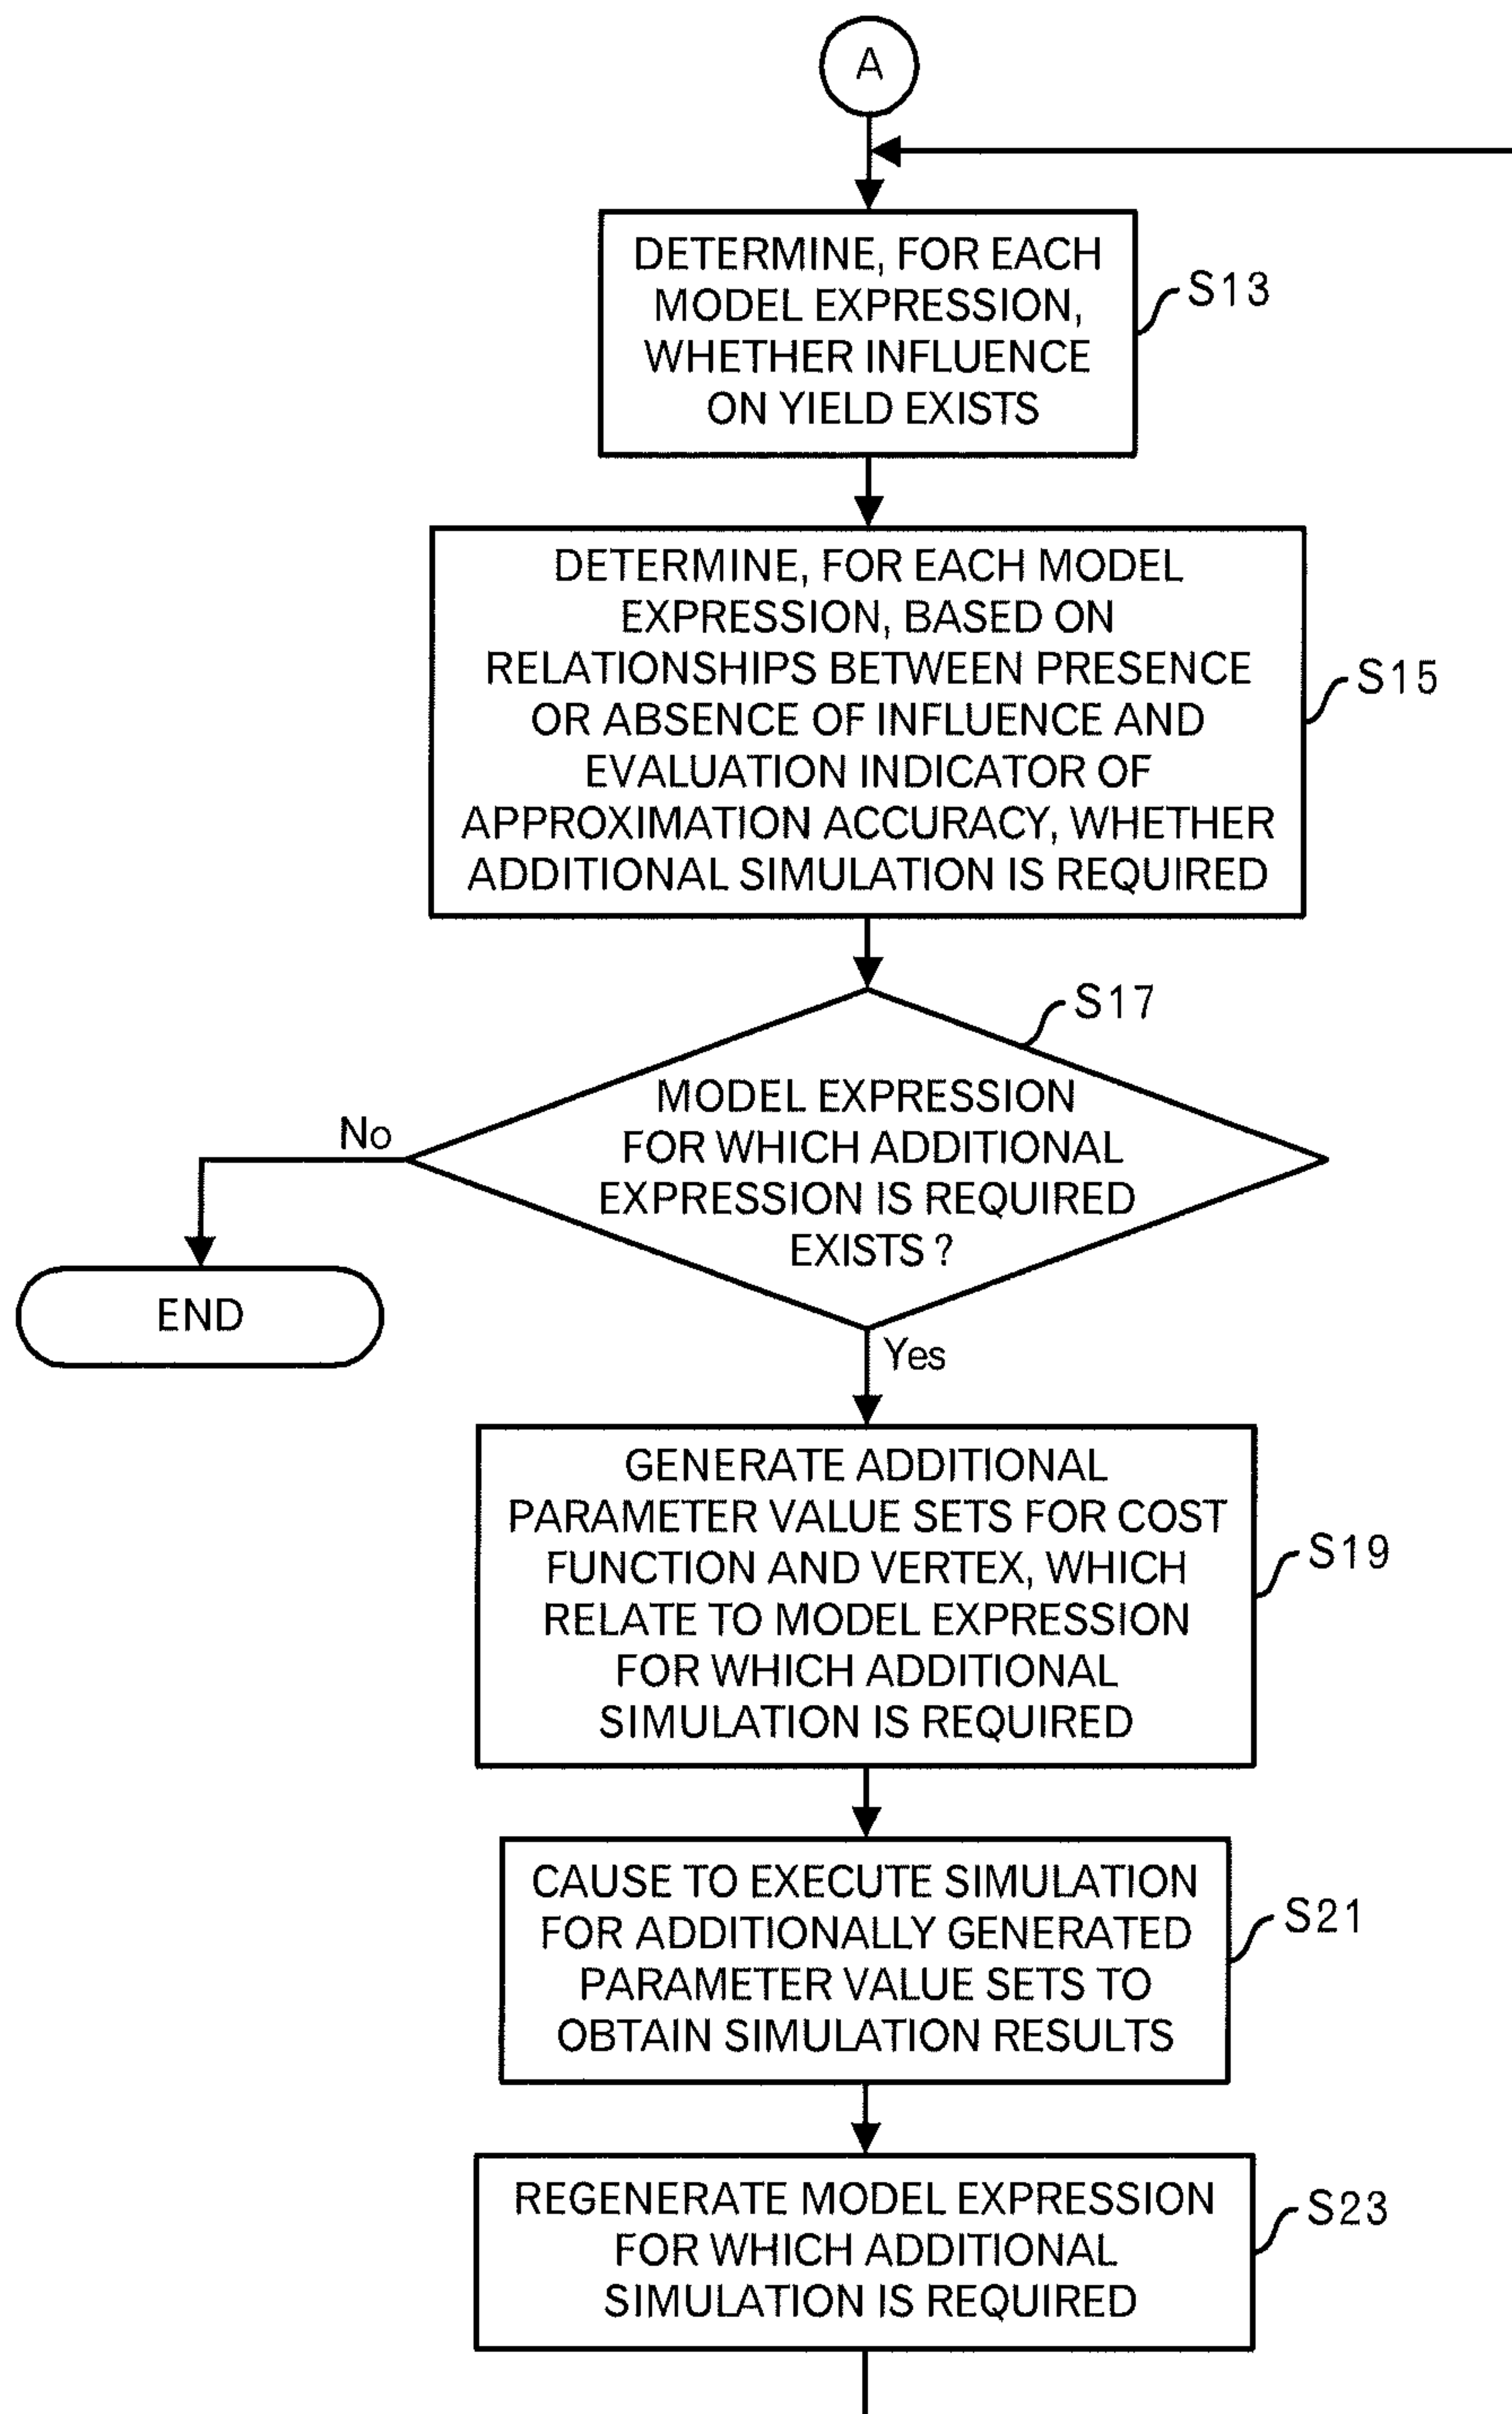 A
DETERMINE, FOR EACH
MODEL EXPRESSION,
WHETHER INFLUENCE
ON YIELD EXISTS
S13
DETERMINE, FOR EACH MODEL
EXPRESSION, BASED ON
RELATIONSHIPS BETWEEN PRESENCE
OR ABSENCE OF INFLUENCE AND
EVALUATION INDICATOR OF
APPROXIMATION ACCURACY, WHETHER
ADDITIONAL SIMULATION IS REQUIRED
S15
S17
MODEL EXPRESSION
FOR WHICH ADDITIONAL
EXPRESSION IS REQUIRED
EXISTS ?
No
END
Yes
GENERATE ADDITIONAL
PARAMETER VALUE SETS FOR COST
FUNCTION AND VERTEX, WHICH
RELATE TO MODEL EXPRESSION
FOR WHICH ADDITIONAL
SIMULATION IS REQUIRED
S19
CAUSE TO EXECUTE SIMULATION
FOR ADDITIONALLY GENERATED
PARAMETER VALUE SETS TO
OBTAIN SIMULATION RESULTS
S21
REGENERATE MODEL EXPRESSION
FOR WHICH ADDITIONAL
SIMULATION IS REQUIRED
S23